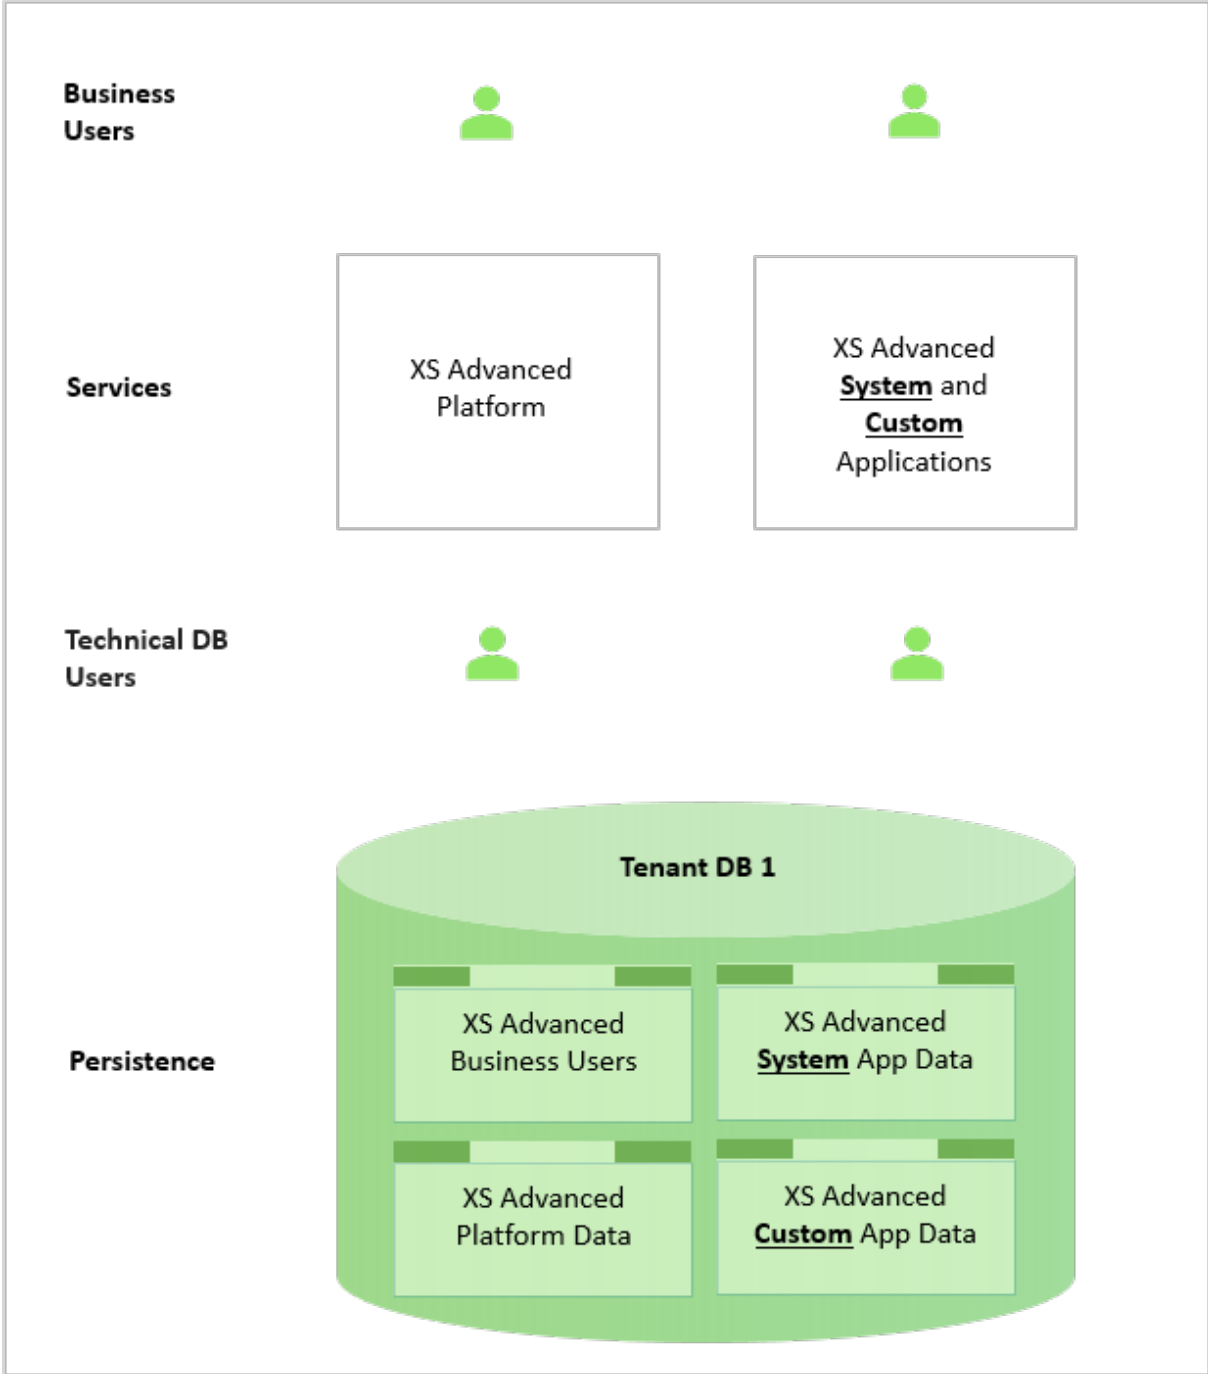 Business
Users
XS Advanced
Platform
XS Advanced
System and
Custom
Applications
Services
Technical DB
Users
Tenant DB 1
Persistence
XS Advanced
Business Users
XS Advanced
System App Data
XS Advanced
Platform Data
XS Advanced
Custom App Data